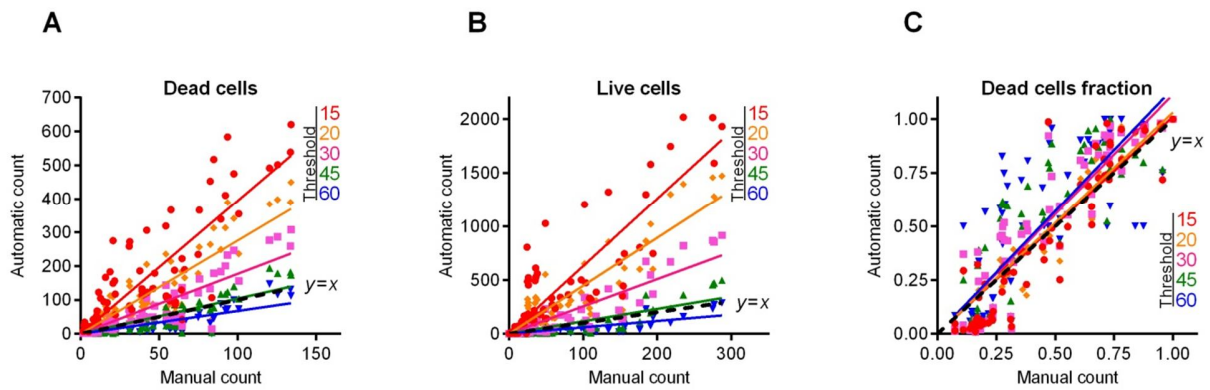 A
Dead cells
700
600
500
400
300
200
100
0
0 50 100 150
Automatic count
Manual count
Threshold
15
20
30
45
60
y=x
B
Live cells
2000
1500
1000
500
0
0 100 200 300
Automatic count
Manual count
Threshold
15
20
30
45
60
y=x
C
Dead cells fraction
1.00
0.75
0.50
0.25
0.00
0.00 0.25 0.50 0.75 1.00
Automatic count
Manual count
y=x
Threshold
15
20
30
45
60